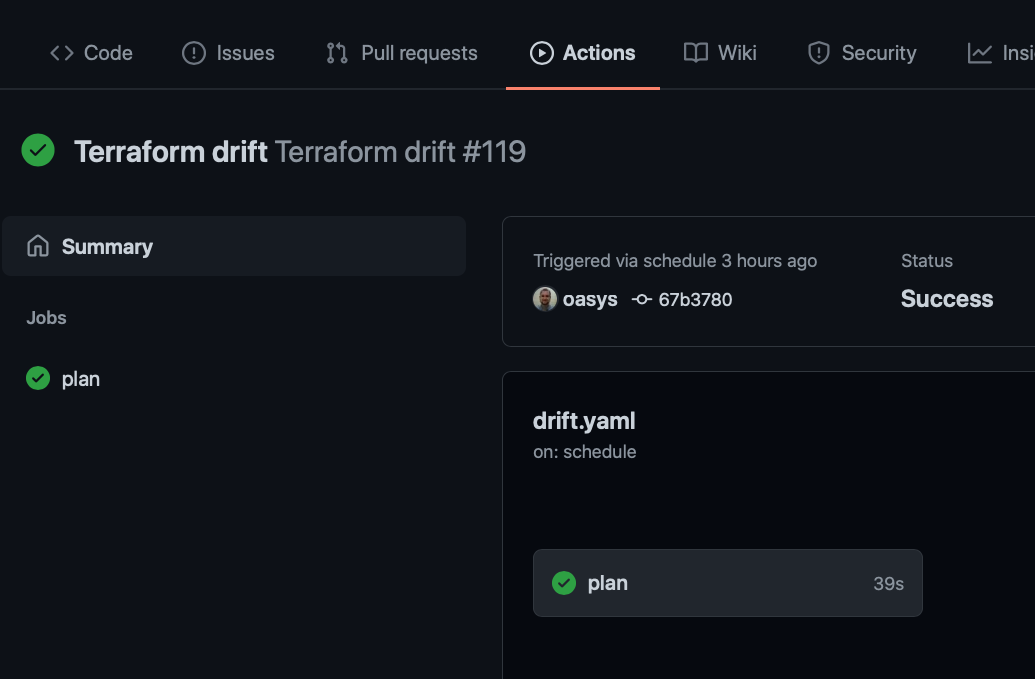 Code Issues Pull requests Actions Wiki Security Insi
Terraform drift Terraform drift #119
Summary
Jobs
plan
Triggered via schedule 3 hours ago
oasys 67b3780
Status
Success
drift.yaml
on: schedule
plan 39s